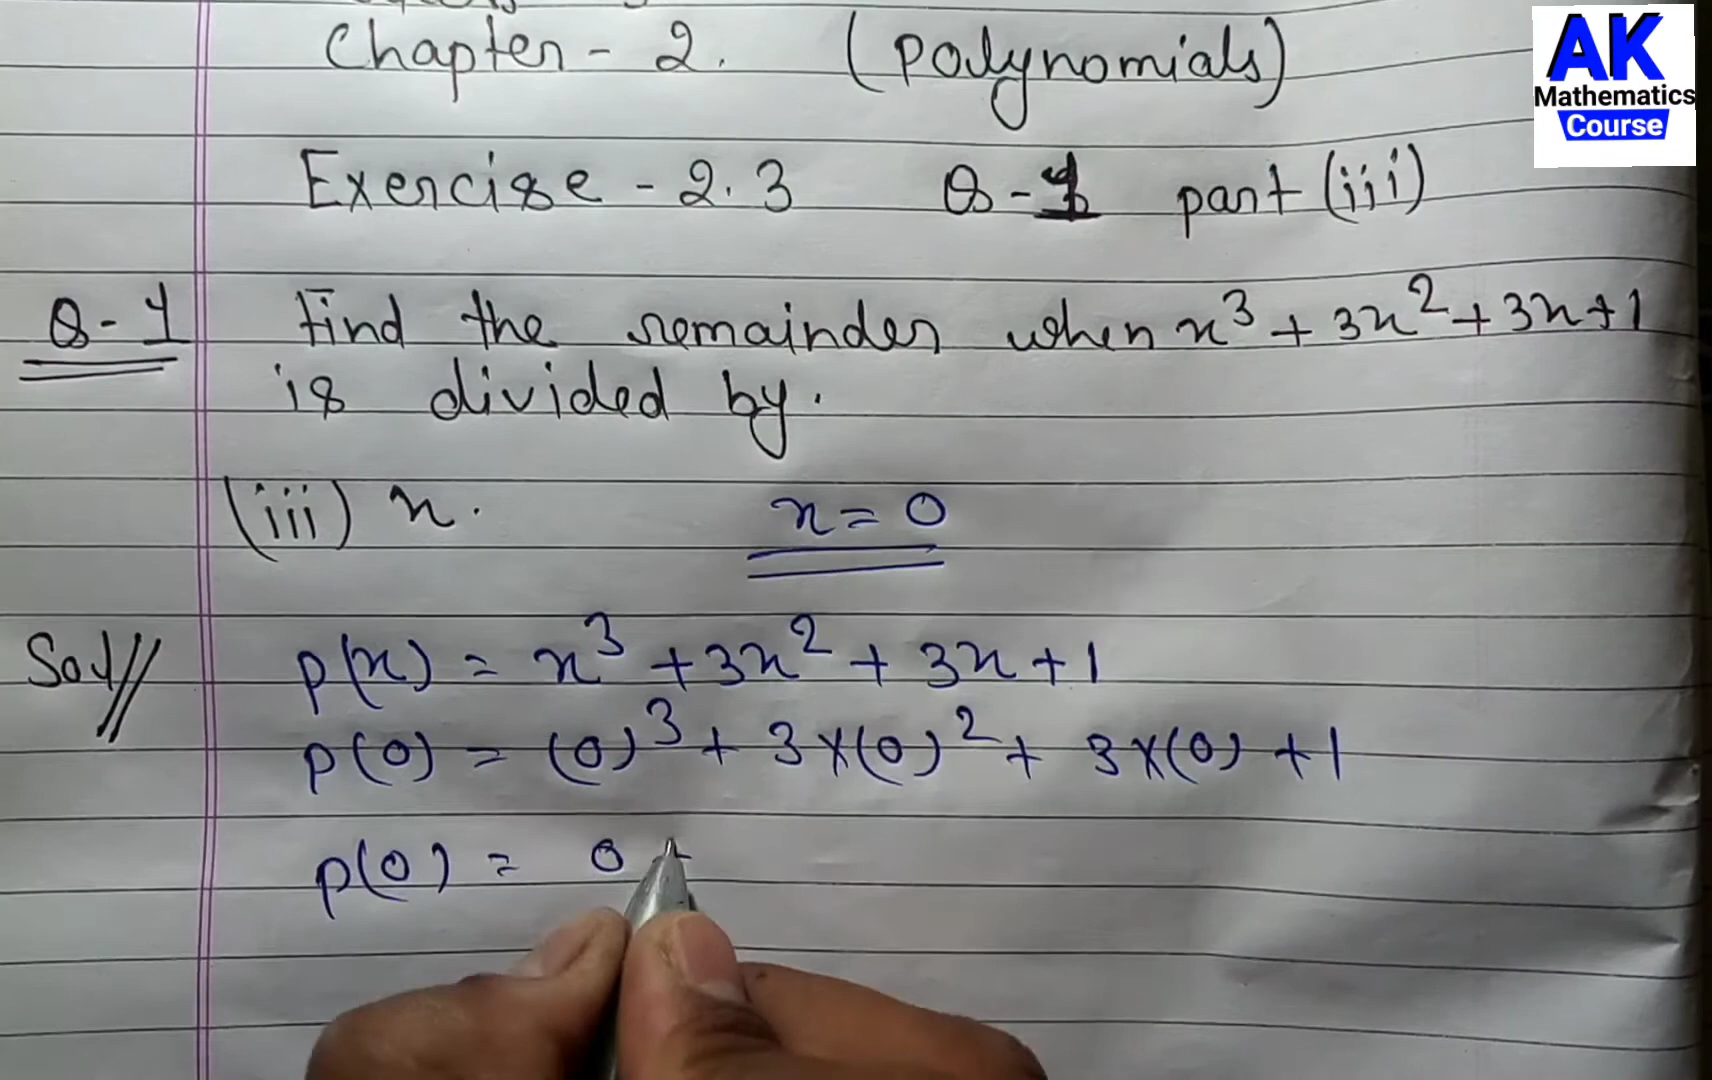 Chapter - 2. (Polynomials)
AK
Mathematics
Course
Exercise - 2.3 Q-1 part (iii)
Q-1 Find the remainder when x³ + 3x² + 3x + 1
is divided by.
(iii) x. x = 0
Sol// p(x) = x³ + 3x² + 3x + 1
p(0) = (0)³ + 3×(0)² + 3×(0) + 1
p(0) = 0 +